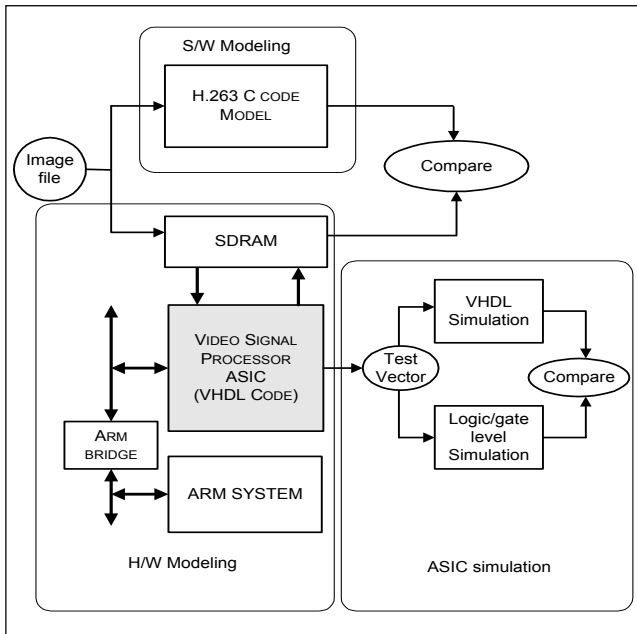 S/W Modeling
H.263 C CODE
MODEL
Image
file
Compare
SDRAM
VIDEO SIGNAL
PROCESSOR
ASIC
(VHDL CODE)
VHDL
Simulation
Test
Vector
Compare
Logic/gate
level
Simulation
ARM
BRIDGE
ARM SYSTEM
H/W Modeling
ASIC simulation